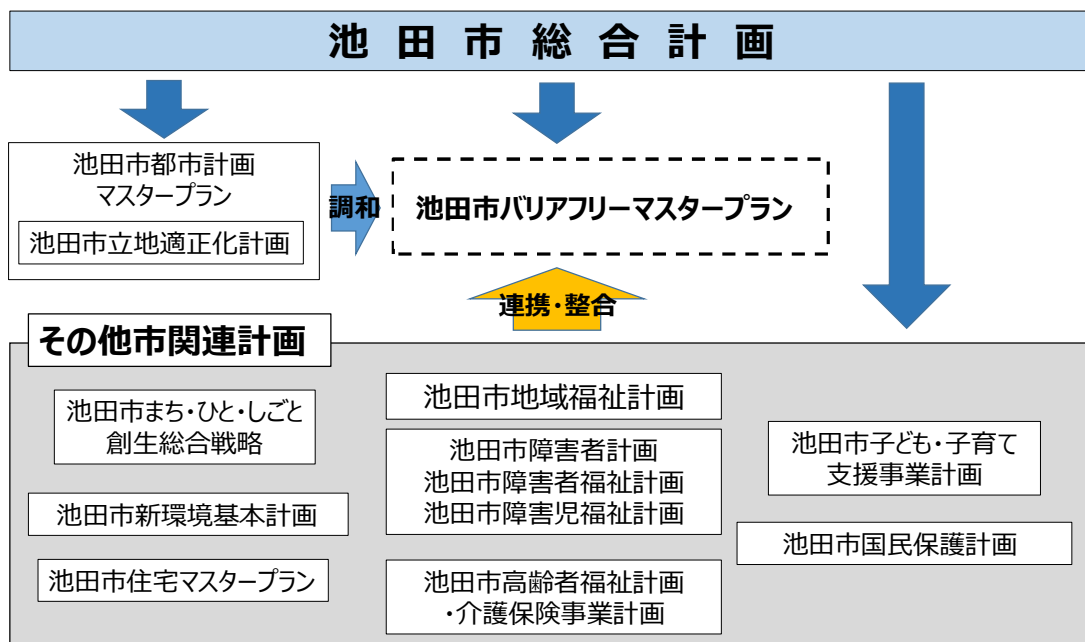 池田市総合計画
池田市都市計画
マスタープラン
池田市立地適正化計画
調和
池田市バリアフリーマスタープラン
連携・整合
その他市関連計画
池田市まち・ひと・しごと
創生総合戦略
池田市新環境基本計画
池田市住宅マスタープラン
池田市地域福祉計画
池田市障害者計画
池田市障害者福祉計画
池田市障害児福祉計画
池田市高齢者福祉計画
・介護保険事業計画
池田市子ども・子育て
支援事業計画
池田市国民保護計画